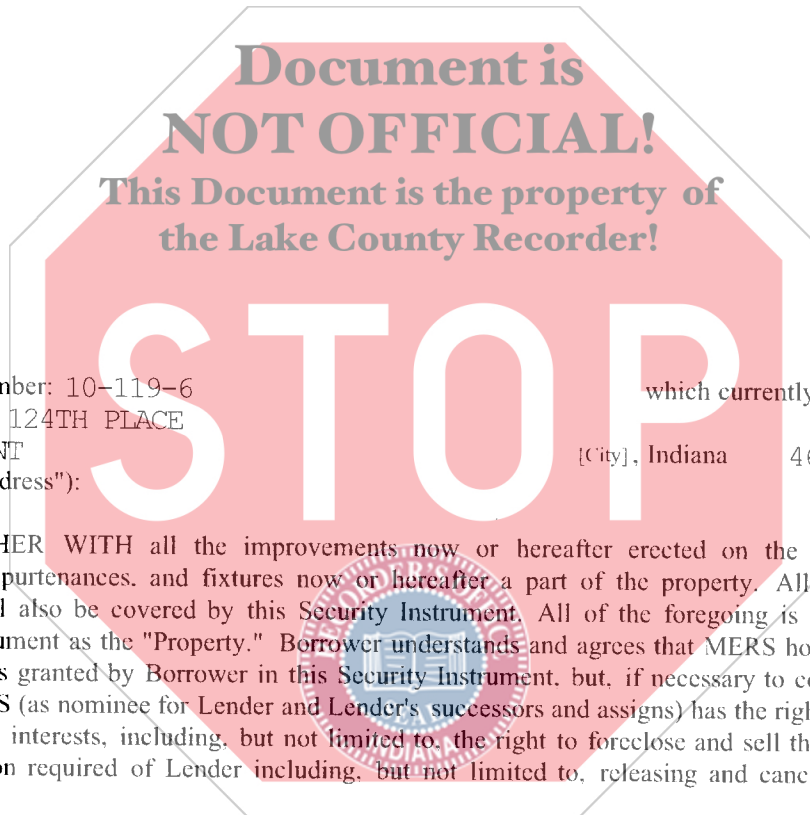 Document is
NOT OFFICIAL!
This Document is the property of
the Lake County Recorder!
STOP
nber: 10-119-6 which currently
124TH PLACE
NT [City], Indiana 46
dress"):
HER WITH all the improvements now or hereafter erected on the
purtenances, and fixtures now or hereafter a part of the property. All
l also be covered by this Security Instrument. All of the foregoing is
ument as the "Property." Borrower understands and agrees that MERS ho
s granted by Borrower in this Security Instrument, but, if necessary to co
S (as nominee for Lender and Lender's successors and assigns) has the righ
interests, including, but not limited to, the right to foreclose and sell th
on required of Lender including, but not limited to, releasing and canc
RECORDER'S OFFICE
SEAL
INDIANA